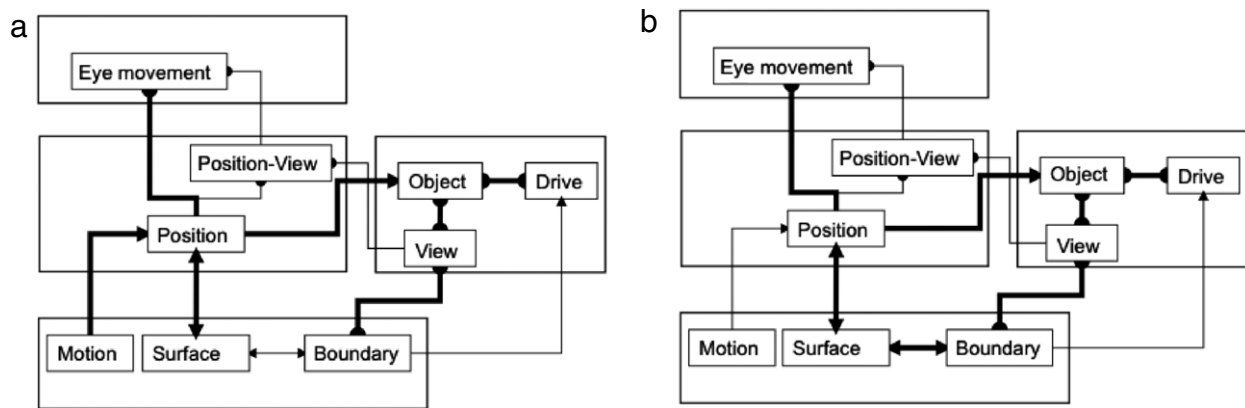 a
Eye movement
Position-View
Object
Drive
Position
View
Motion
Surface
Boundary
b
Eye movement
Position-View
Object
Drive
Position
View
Motion
Surface
Boundary